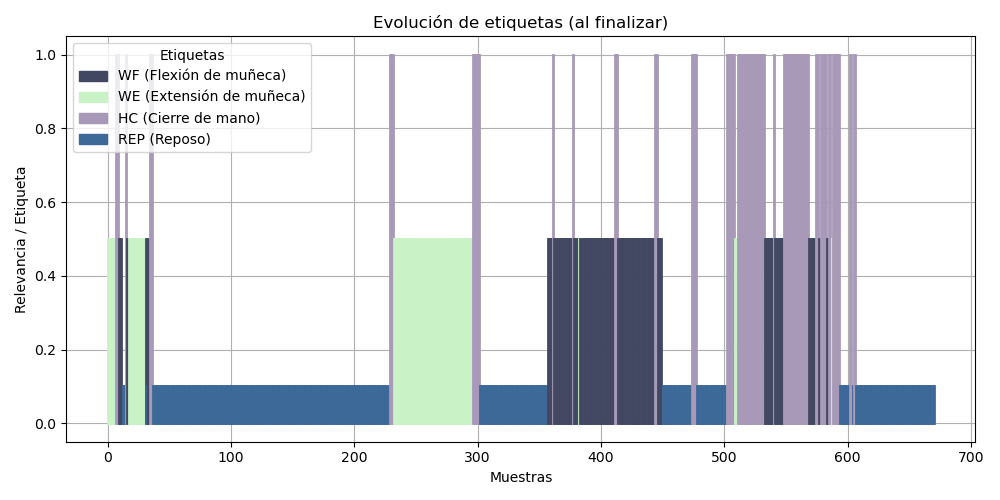 Evolución de etiquetas (al finalizar)
Relevancia / Etiqueta
1.0
0.8
0.6
0.4
0.2
0.0
Etiquetas
WF (Flexión de muñeca)
WE (Extensión de muñeca)
HC (Cierre de mano)
REP (Reposo)
0 100 200 300 400 500 600 700
Muestras